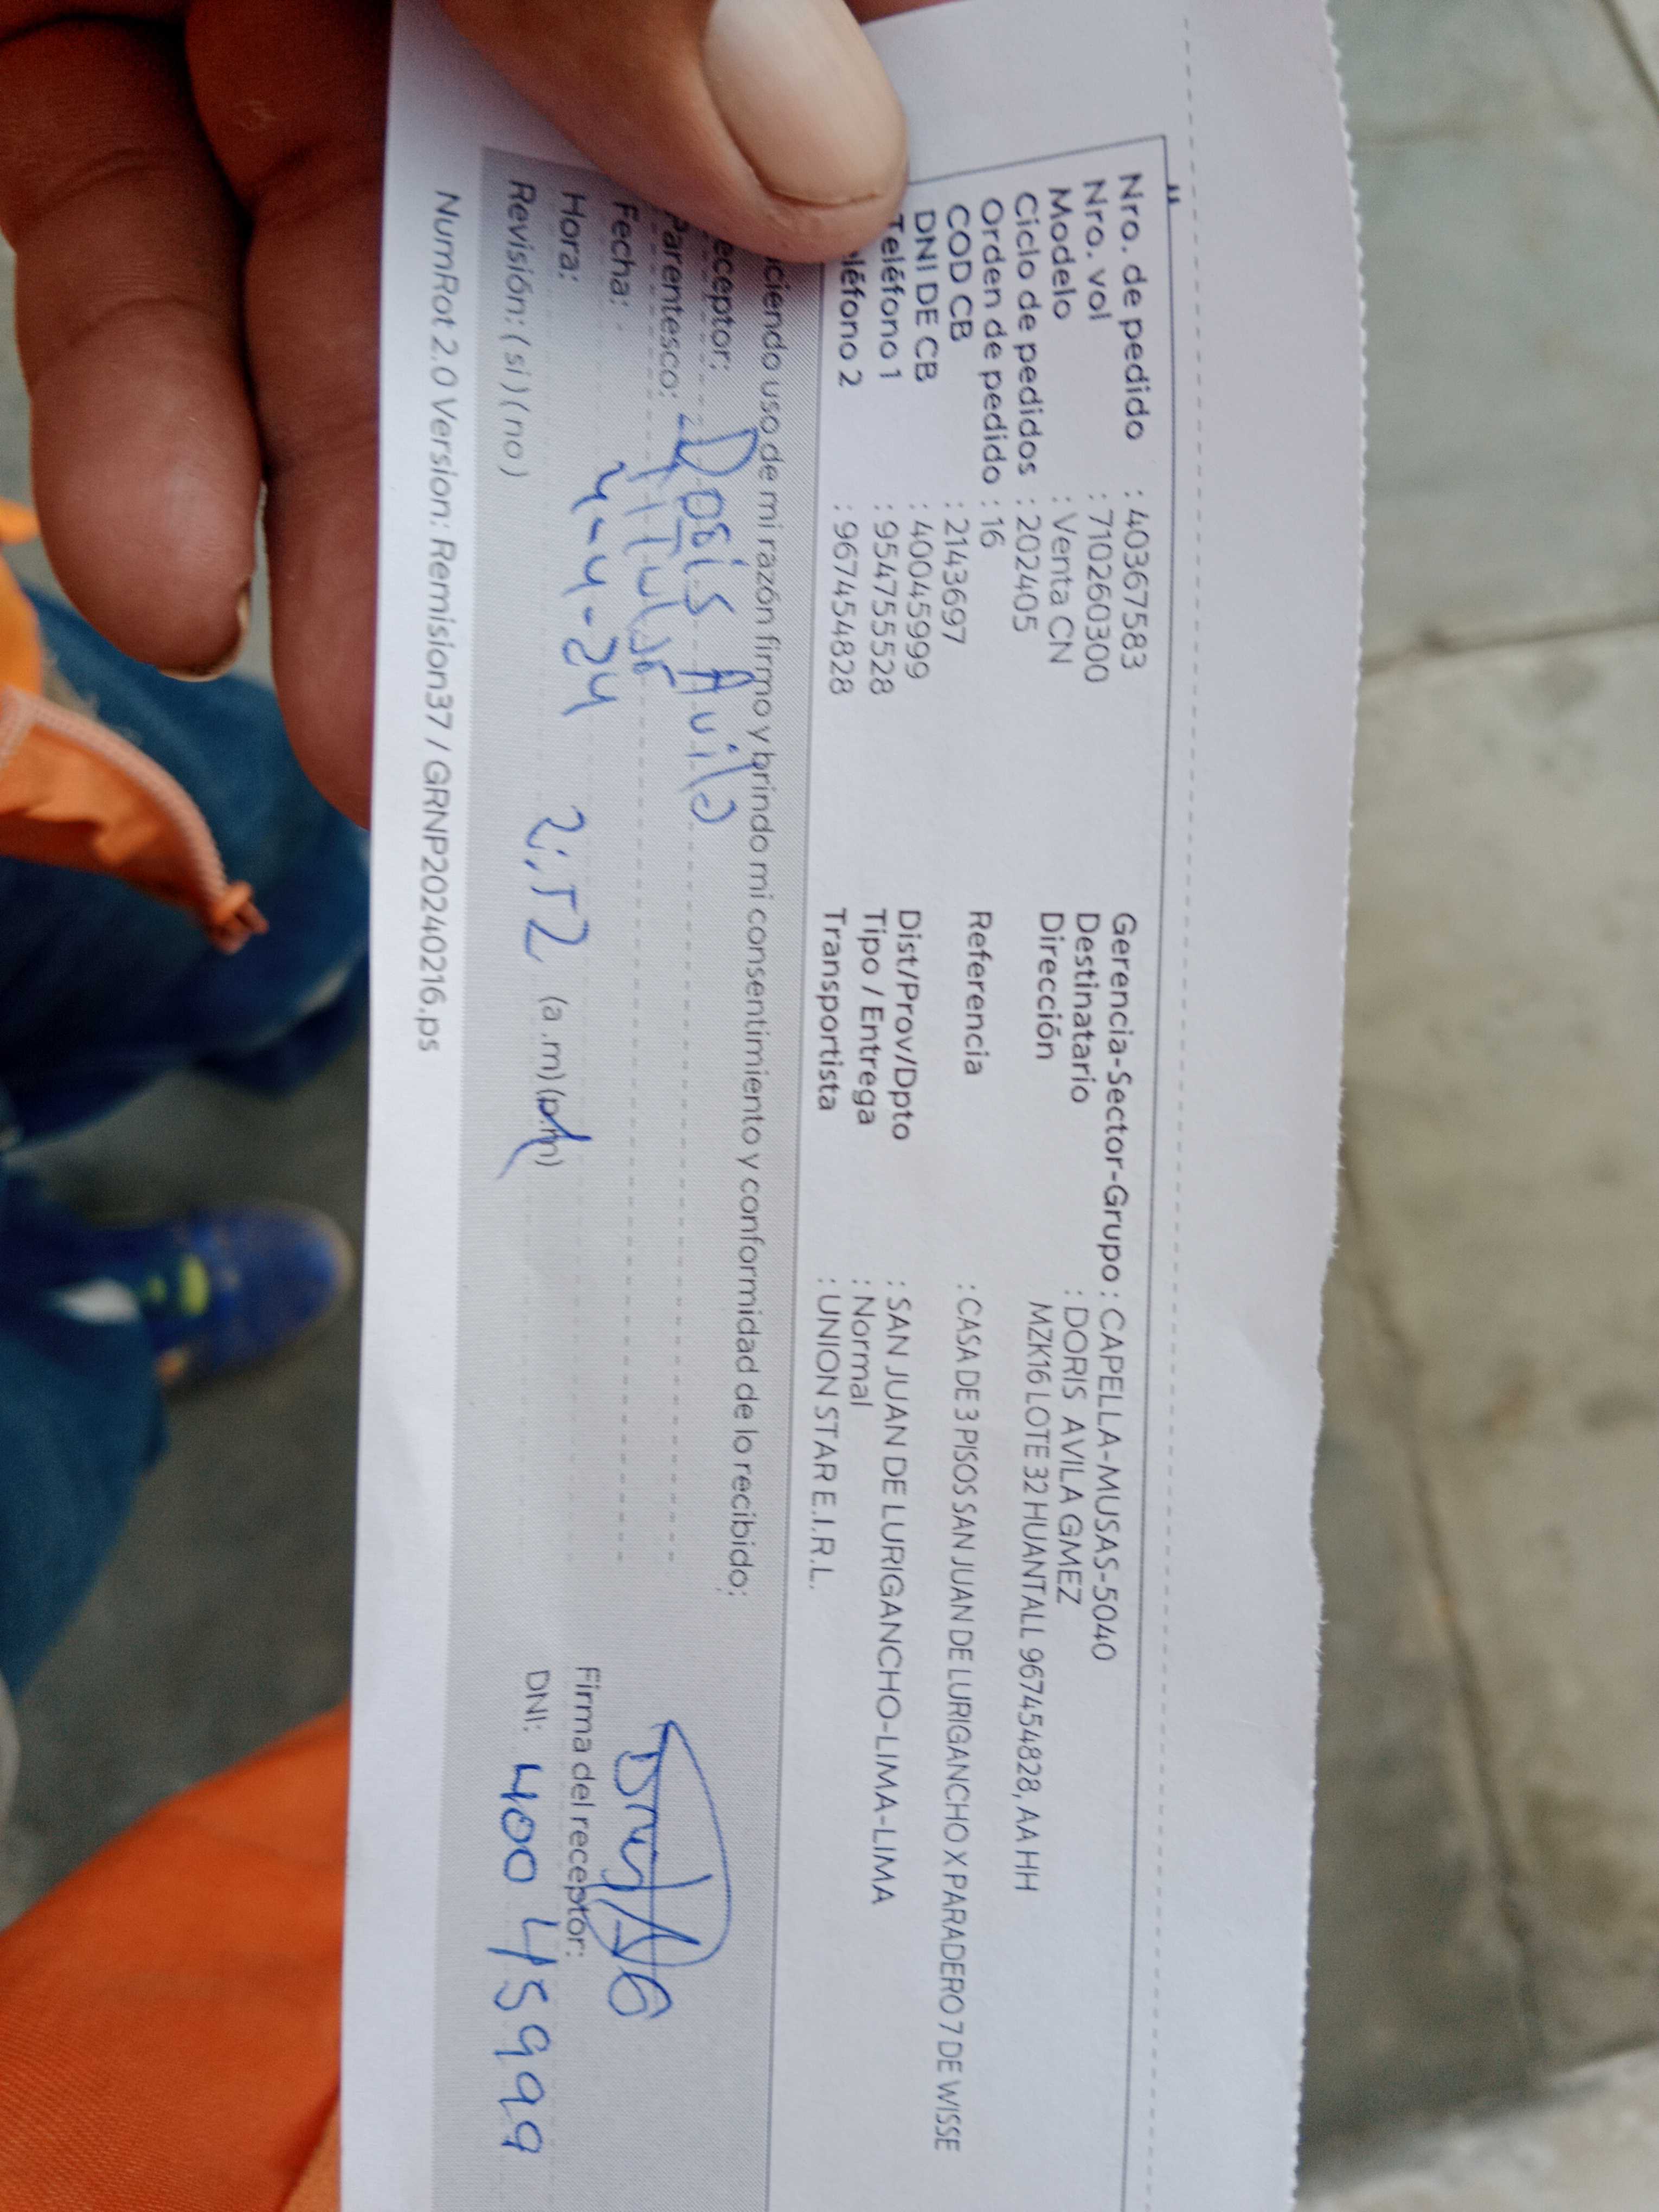 Nro. de pedido : 40367583
Nro. vol : 710260300
Modelo : Venta CN
Ciclo de pedidos : 202405
Orden de pedido : 16
COD CB : 2143697
DNI DE CB : 40045999
Teléfono 1 : 954755528
eléfono 2 : 967454828
Gerencia-Sector-Grupo : CAPELLA-MUSAS-5040
Destinatario : DORIS AVILA GMEZ
Dirección MZK16 LOTE 32 HUANTALL 967454828, AA HH
Referencia : CASA DE 3 PISOS SAN JUAN DE LURIGANCHO X PARADERO 7 DE WISSE
Dist/Prov/Dpto : SAN JUAN DE LURIGANCHO-LIMA-LIMA
Tipo / Entrega : Normal
Transportista : UNION STAR E.I.R.L.
ciendo uso de mi razón firmo y brindo mi consentimiento y conformidad de lo recibido;
eceptor: Doris Avila
Parentesco: Titular
Fecha: 4-4-24
Hora: 2:52 (a.m) (p.m)
Revisión: ( si ) ( no )
Firma del receptor:
DNI: 40045999
NumRot 2.0 Version: Remision37 / GRNP20240216.ps